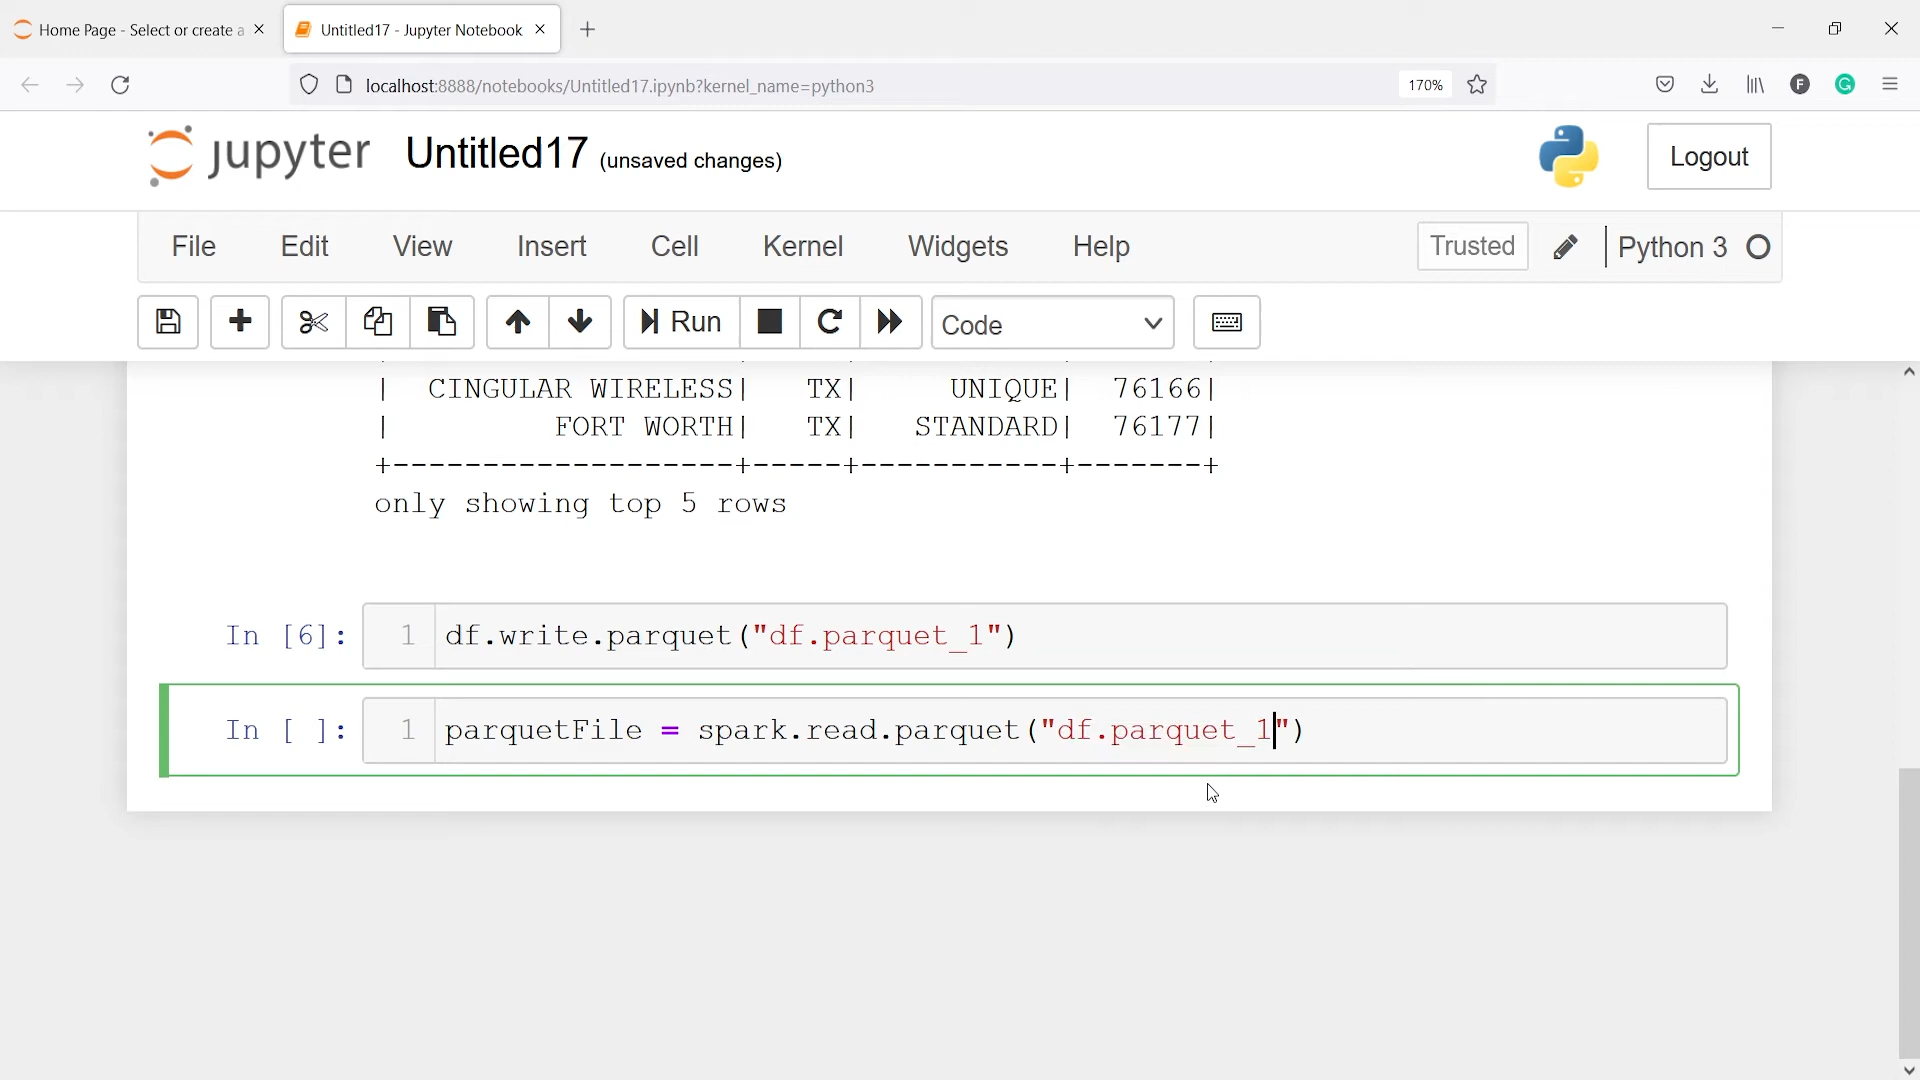 Home Page - Select or create a
Untitled17 - Jupyter Notebook
localhost:8888/notebooks/Untitled17.ipynb?kernel_name=python3
170%
F
G
jupyter Untitled17 (unsaved changes)
Logout
File Edit View Insert Cell Kernel Widgets Help
Trusted
Python 3
Run
Code
| CINGULAR WIRELESS| TX| UNIQUE| 76166|
| FORT WORTH| TX| STANDARD| 76177|
+-------------------+-----+-----------+-------+
only showing top 5 rows
In [6]: 1 df.write.parquet("df.parquet_1")
In [ ]: 1 parquetFile = spark.read.parquet("df.parquet_1")